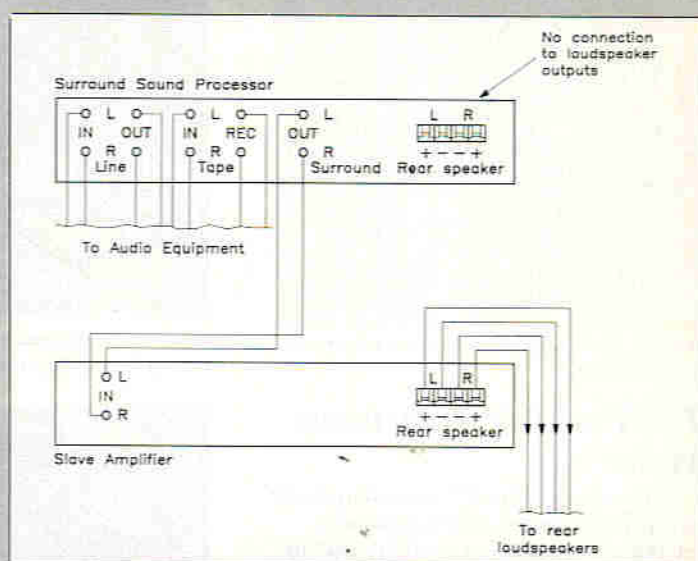 No connection
to loudspeaker
outputs
Surround Sound Processor
L L L L R
IN OUT IN REC OUT
R R R + − − +
Line Tape Surround Rear speaker
To Audio Equipment
L L R
IN
R + − − +
Rear speaker
Slave Amplifier
To rear
loudspeakers